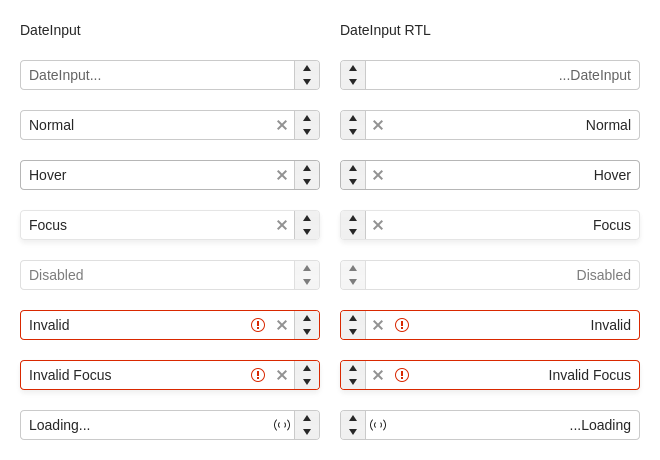 DateInput DateInput RTL
DateInput... ...DateInput
Normal Normal
Hover Hover
Focus Focus
Disabled Disabled
Invalid Invalid
Invalid Focus Invalid Focus
Loading... ...Loading